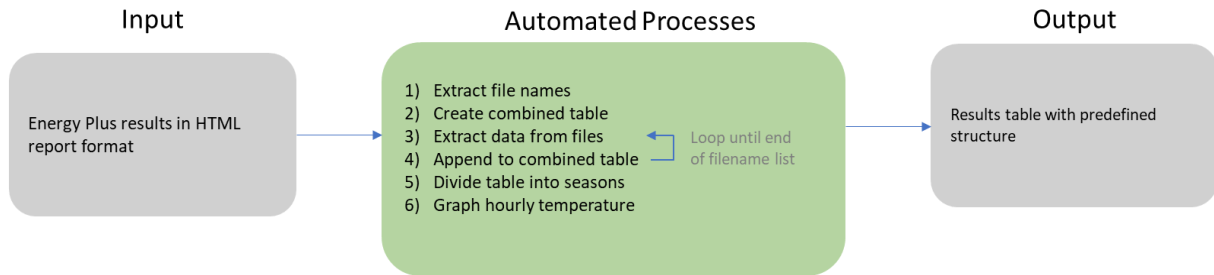 Input
Energy Plus results in HTML
report format
Automated Processes
1) Extract file names
2) Create combined table
3) Extract data from files
4) Append to combined table
5) Divide table into seasons
6) Graph hourly temperature
Loop until end
of filename list
Output
Results table with predefined
structure